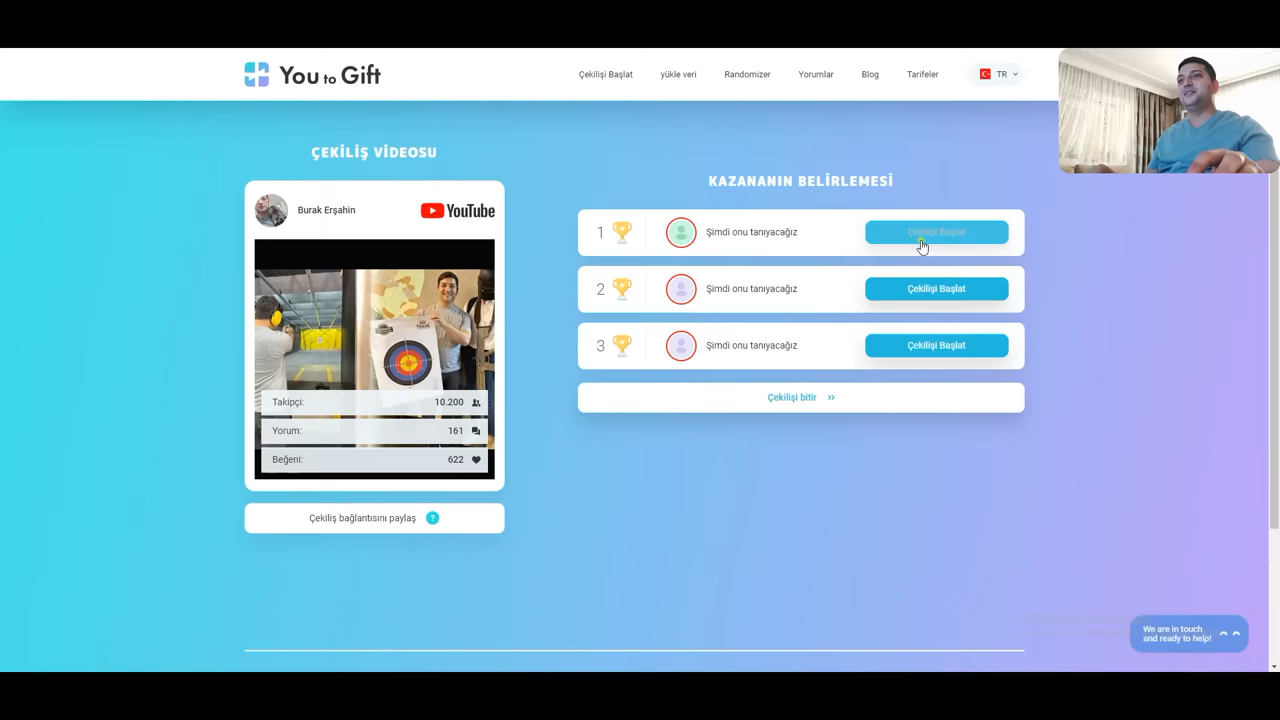 You to Gift
Çekilişi Başlat
yükle veri
Randomizer
Yorumlar
Blog
Tarifeler
TR
ÇEKİLİŞ VİDEOSU
Burak Erşahin
YouTube
Takipçi: 10.200
Yorum: 161
Beğeni: 622
Çekiliş bağlantısını paylaş ?
KAZANANIN BELİRLEMESİ
1 Şimdi onu tanıyacağız Çekilişi Başlat
2 Şimdi onu tanıyacağız Çekilişi Başlat
3 Şimdi onu tanıyacağız Çekilişi Başlat
Çekilişi bitir
We are in touch
and ready to help!